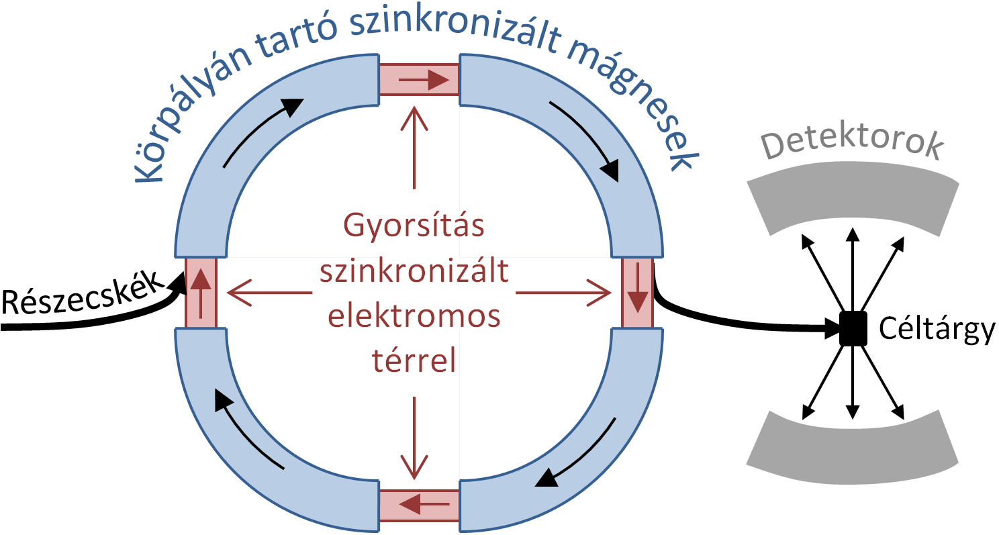 Körpályán tartó szinkronizált mágnesek
Detektorok
Gyorsítás
szinkronizált
elektromos
térrel
Részecskék
Céltárgy